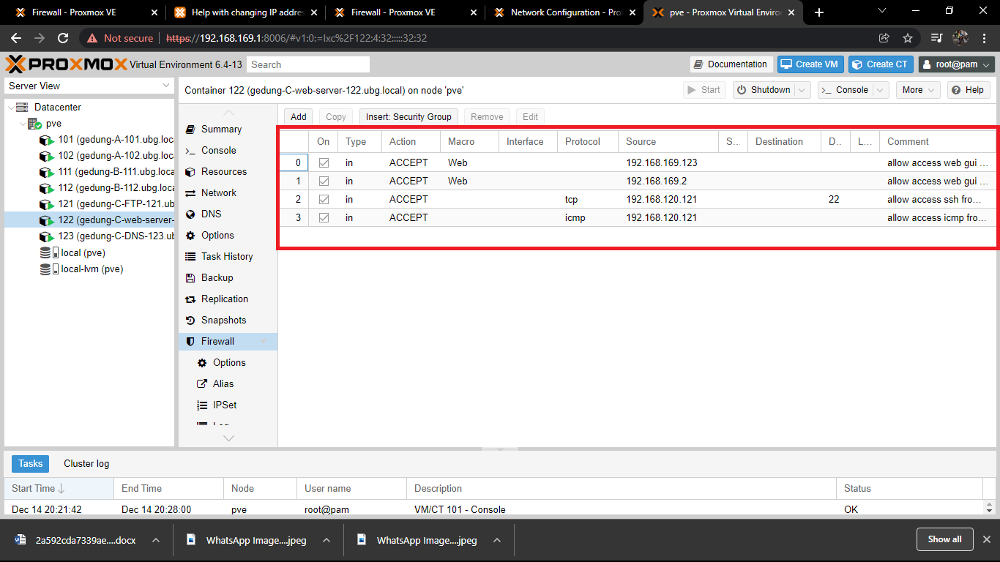 Firewall - Proxmox VE
Help with changing IP addre
Firewall - Proxmox VE
Network Configuration - Pro
pve - Proxmox Virtual Enviro
Not secure | https://192.168.169.1:8006/#v1:0:=lxc%2F122:4:32:::::32:32
PROXMOX Virtual Environment 6.4-13 Search Documentation Create VM Create CT root@pam
Server View
Container 122 (gedung-C-web-server-122.ubg.local) on node 'pve' Start Shutdown Console More Help
Datacenter
pve
101 (gedung-A-101.ubg.loca
102 (gedung-A-102.ubg.loca
111 (gedung-B-111.ubg.loca
112 (gedung-B-112.ubg.loca
121 (gedung-C-FTP-121.ub
122 (gedung-C-web-server-
123 (gedung-C-DNS-123.ub
local (pve)
local-lvm (pve)
Summary
Console
Resources
Network
DNS
Options
Task History
Backup
Replication
Snapshots
Firewall
Options
Alias
IPSet
Log
Add Copy Insert: Security Group Remove Edit
On Type Action Macro Interface Protocol Source S... Destination D... L... Comment
0 in ACCEPT Web 192.168.169.123 allow access web gui ...
1 in ACCEPT Web 192.168.169.2 allow access web gui ...
2 in ACCEPT tcp 192.168.120.121 22 allow access ssh fro...
3 in ACCEPT icmp 192.168.120.121 allow access icmp fro...
Tasks Cluster log
Start Time End Time Node User name Description Status
Dec 14 20:21:42 Dec 14 20:28:00 pve root@pam VM/CT 101 - Console OK
2a592cda7339ae....docx WhatsApp Image....jpeg WhatsApp Image....jpeg Show all